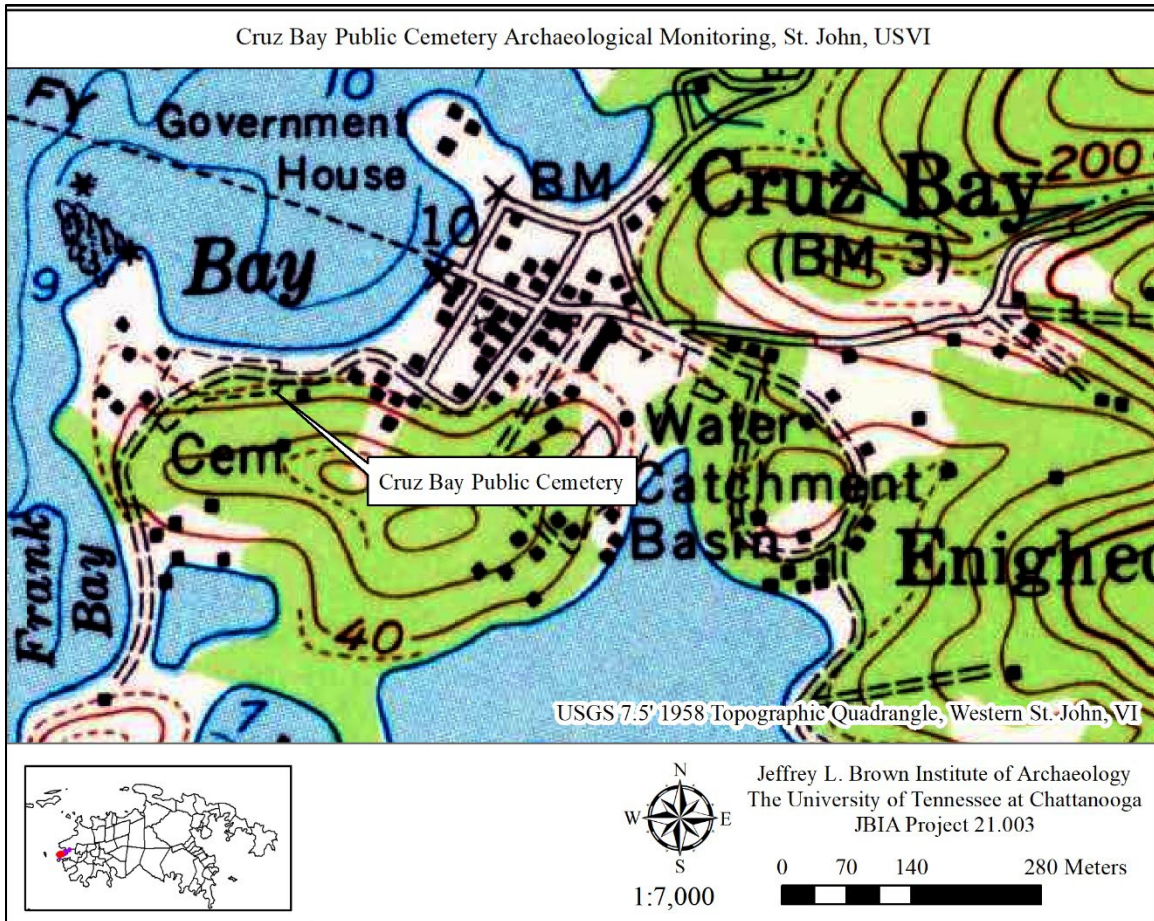 Cruz Bay Public Cemetery Archaeological Monitoring, St. John, USVI
FY
10
Government
House
BM
Cruz Bay
200
(BM 3)
10
9
Bay
Cem
Cruz Bay Public Cemetery
Water
Catchment
Basin
Enighed
Frank
Bay
40
7
USGS 7.5' 1958 Topographic Quadrangle, Western St. John, VI
N
W
E
S
1:7,000
Jeffrey L. Brown Institute of Archaeology
The University of Tennessee at Chattanooga
JBIA Project 21.003
0 70 140 280 Meters